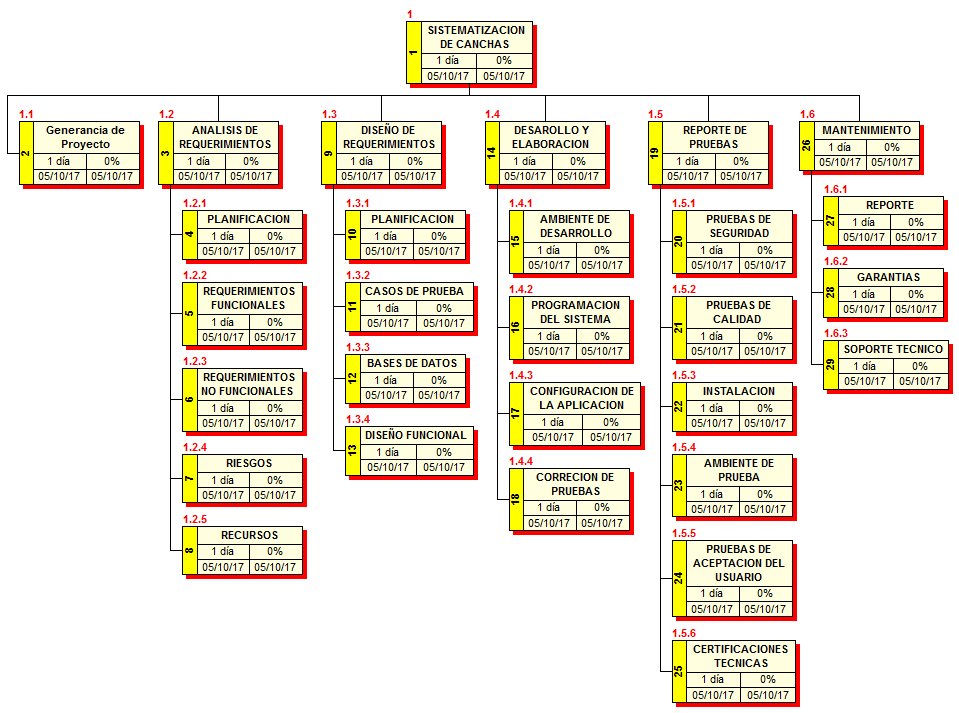 1
SISTEMATIZACION
DE CANCHAS
1
1 día 0%
05/10/17 05/10/17
1.1
Generancia de
Proyecto
2
1 día 0%
05/10/17 05/10/17
1.2
ANALISIS DE
REQUERIMIENTOS
3
1 día 0%
05/10/17 05/10/17
1.2.1
PLANIFICACION
4
1 día 0%
05/10/17 05/10/17
1.2.2
REQUERIMIENTOS
FUNCIONALES
5
1 día 0%
05/10/17 05/10/17
1.2.3
REQUERIMIENTOS
NO FUNCIONALES
6
1 día 0%
05/10/17 05/10/17
1.2.4
RIESGOS
7
1 día 0%
05/10/17 05/10/17
1.2.5
RECURSOS
8
1 día 0%
05/10/17 05/10/17
1.3
DISEÑO DE
REQUERIMIENTOS
9
1 día 0%
05/10/17 05/10/17
1.3.1
PLANIFICACION
10
1 día 0%
05/10/17 05/10/17
1.3.2
CASOS DE PRUEBA
11
1 día 0%
05/10/17 05/10/17
1.3.3
BASES DE DATOS
12
1 día 0%
05/10/17 05/10/17
1.3.4
DISEÑO FUNCIONAL
13
1 día 0%
05/10/17 05/10/17
1.4
DESAROLLO Y
ELABORACION
14
1 día 0%
05/10/17 05/10/17
1.4.1
AMBIENTE DE
DESARROLLO
15
1 día 0%
05/10/17 05/10/17
1.4.2
PROGRAMACION
DEL SISTEMA
16
1 día 0%
05/10/17 05/10/17
1.4.3
CONFIGURACION DE
LA APLICACION
17
1 día 0%
05/10/17 05/10/17
1.4.4
CORRECION DE
PRUEBAS
18
1 día 0%
05/10/17 05/10/17
1.5
REPORTE DE
PRUEBAS
19
1 día 0%
05/10/17 05/10/17
1.5.1
PRUEBAS DE
SEGURIDAD
20
1 día 0%
05/10/17 05/10/17
1.5.2
PRUEBAS DE
CALIDAD
21
1 día 0%
05/10/17 05/10/17
1.5.3
INSTALACION
22
1 día 0%
05/10/17 05/10/17
1.5.4
AMBIENTE DE
PRUEBA
23
1 día 0%
05/10/17 05/10/17
1.5.5
PRUEBAS DE
ACEPTACION DEL
USUARIO
24
1 día 0%
05/10/17 05/10/17
1.5.6
CERTIFICACIONES
TECNICAS
25
1 día 0%
05/10/17 05/10/17
1.6
MANTENIMIENTO
26
1 día 0%
05/10/17 05/10/17
1.6.1
REPORTE
27
1 día 0%
05/10/17 05/10/17
1.6.2
GARANTIAS
28
1 día 0%
05/10/17 05/10/17
1.6.3
SOPORTE TECNICO
29
1 día 0%
05/10/17 05/10/17